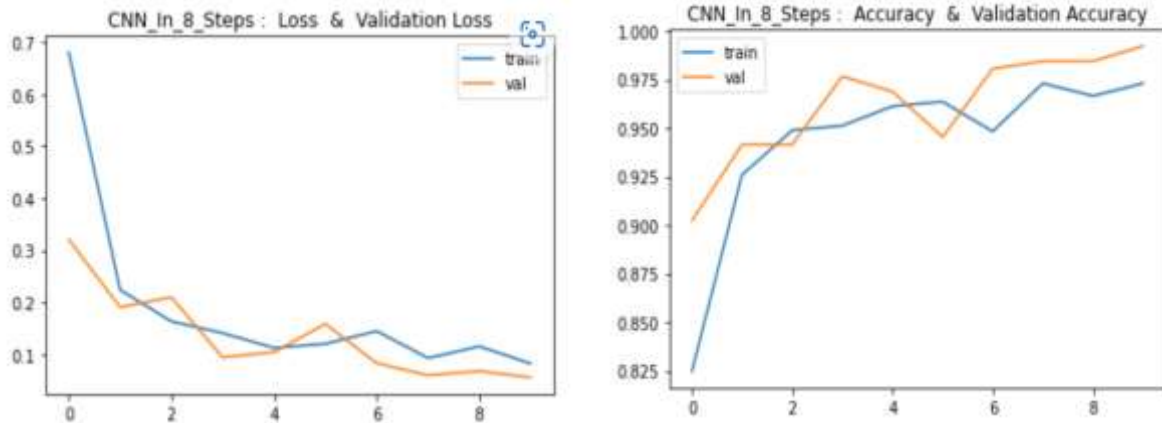 CNN_In_8_Steps : Loss & Validation Loss
0.7
0.6
0.5
0.4
0.3
0.2
0.1
0 2 4 6 8
train
val
CNN_In_8_Steps : Accuracy & Validation Accuracy
1.000
0.975
0.950
0.925
0.900
0.875
0.850
0.825
0 2 4 6 8
train
val